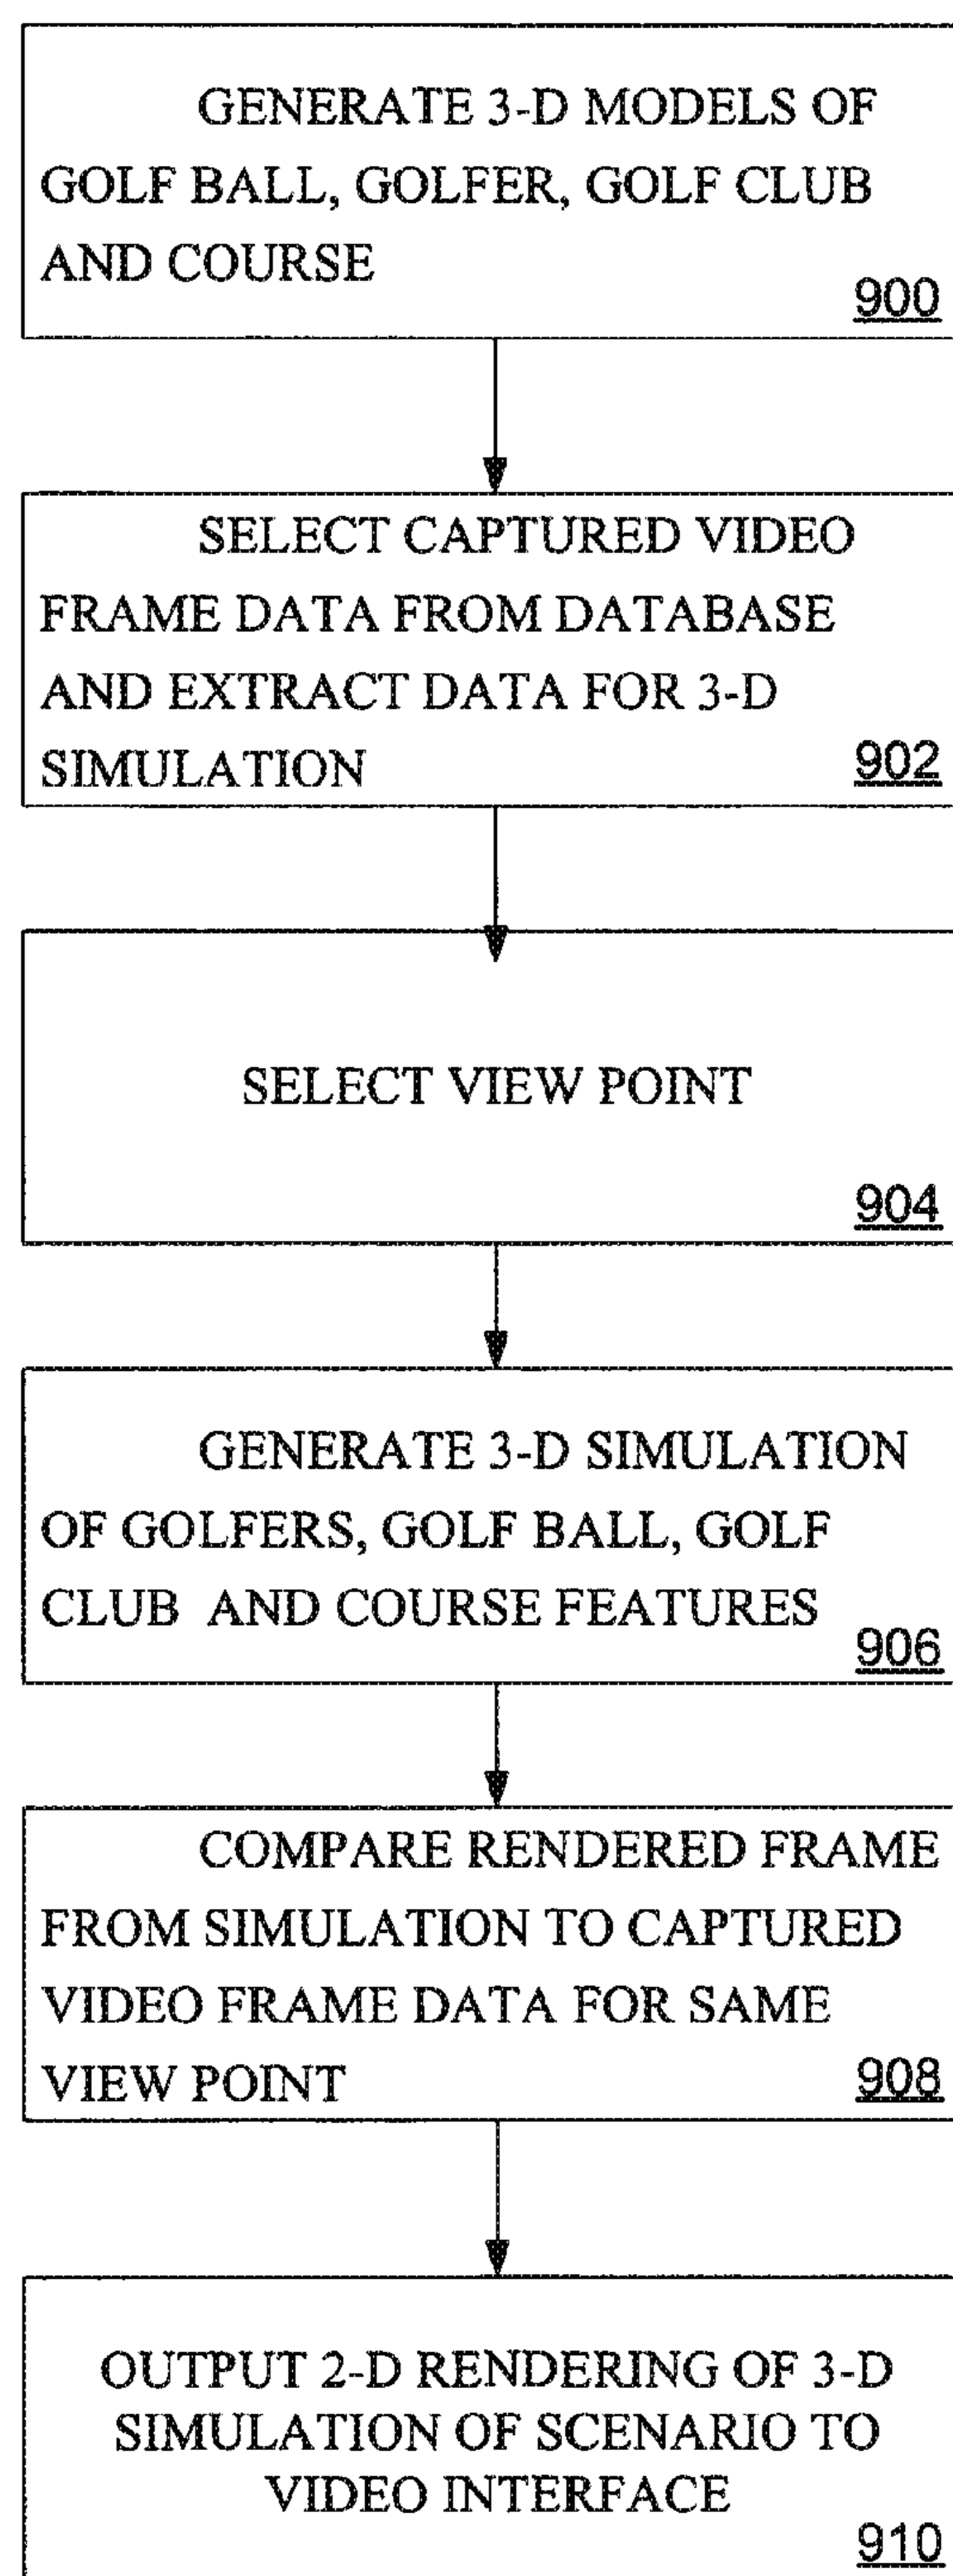 GENERATE 3-D MODELS OF
GOLF BALL, GOLFER, GOLF CLUB
AND COURSE
900
SELECT CAPTURED VIDEO
FRAME DATA FROM DATABASE
AND EXTRACT DATA FOR 3-D
SIMULATION
902
SELECT VIEW POINT
904
GENERATE 3-D SIMULATION
OF GOLFERS, GOLF BALL, GOLF
CLUB AND COURSE FEATURES
906
COMPARE RENDERED FRAME
FROM SIMULATION TO CAPTURED
VIDEO FRAME DATA FOR SAME
VIEW POINT
908
OUTPUT 2-D RENDERING OF 3-D
SIMULATION OF SCENARIO TO
VIDEO INTERFACE
910